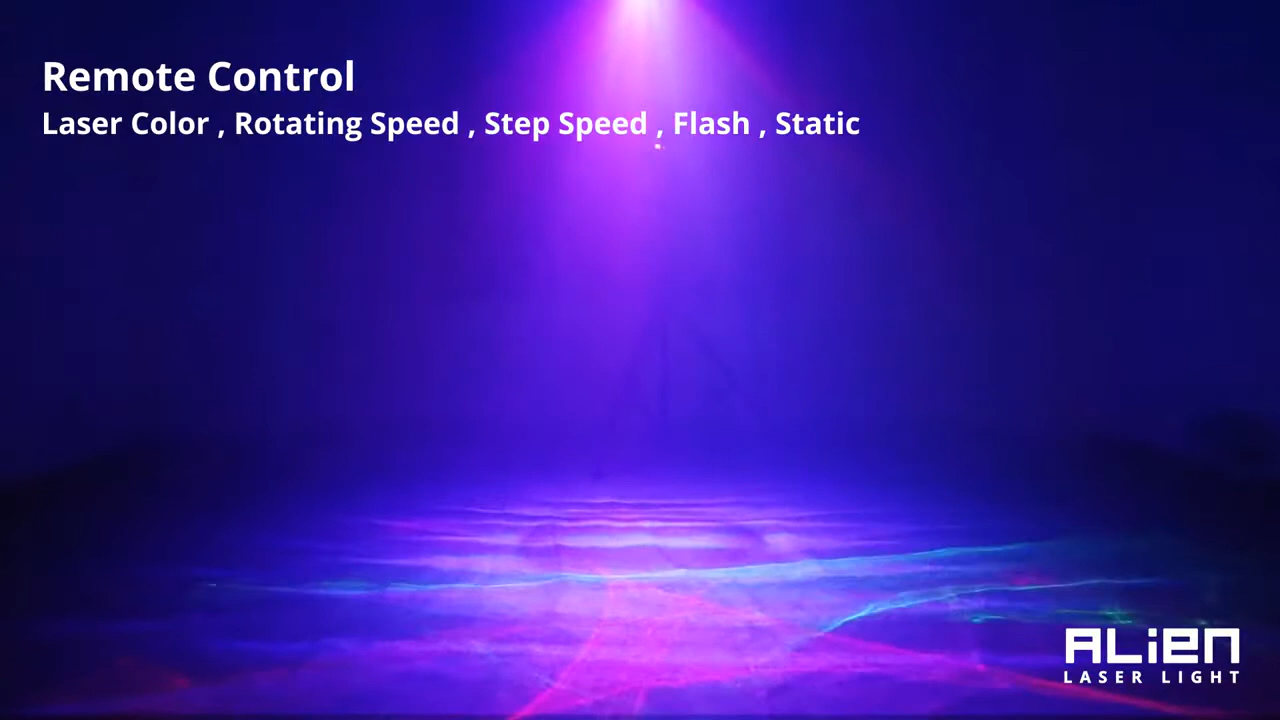 Remote Control
Laser Color , Rotating Speed , Step Speed , Flash , Static
ALiEN
LASER LIGHT